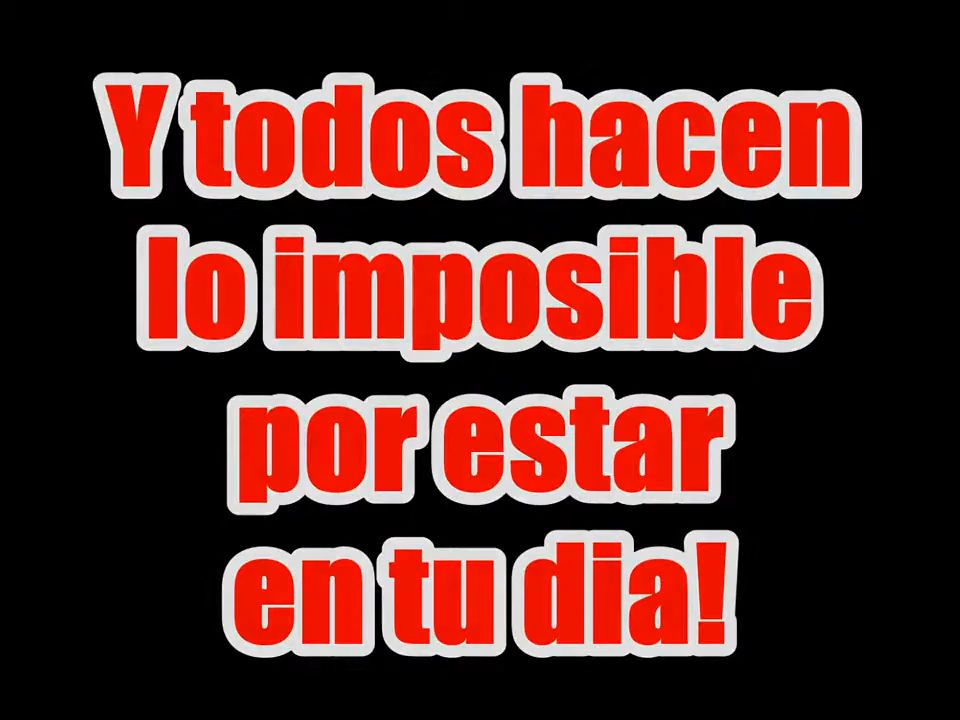 Y todos hacen
lo imposible
por estar
en tu dia!